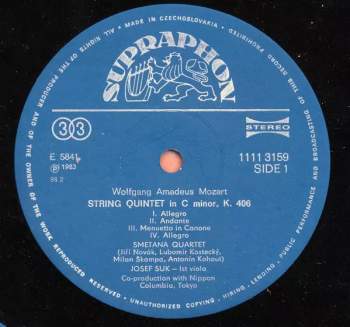 MADE IN CZECHOSLOVAKIA • PROHIBITED
ALL RIGHTS OF THE PRODUCER AND OF THE OWNER OF THE WORK REPRODUCED RESERVED • UNAUTHORIZED COPYING • HIRING • LENDING • PUBLIC PERFORMANCE AND BROADCASTING OF THIS RECORD
SUPRAPHON
33
STEREO
E 5841
1111 3159
℗ 1983
SIDE 1
Wolfgang Amadeus Mozart
STRING QUINTET in C minor, K. 406
I. Allegro
II. Andante
III. Menuetto in Canone
IV. Allegro
SMETANA QUARTET
(Jiří Novák, Lubomír Kostecký,
Milan Škampa, Antonín Kohout)
JOSEF SUK – 1st viola
Co-production with Nippon
Columbia, Tokyo